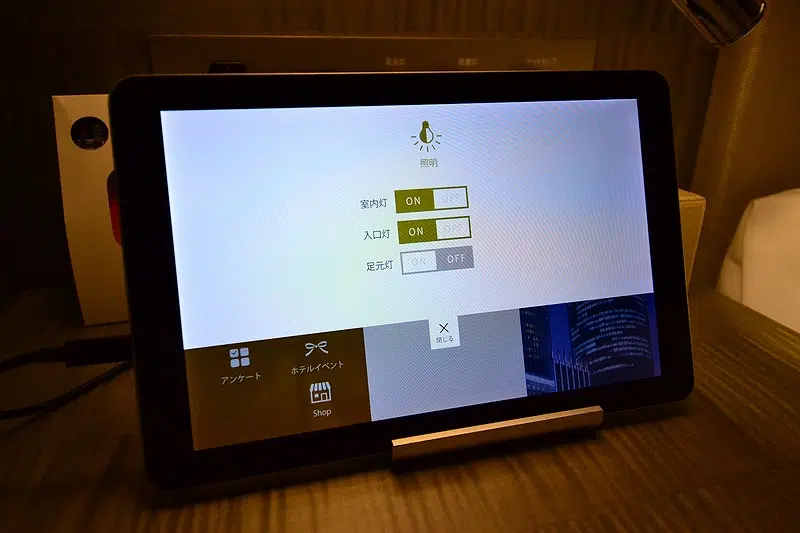 照明
室内灯 ON OFF
入口灯 ON OFF
足元灯 ON OFF
閉じる
アンケート
ホテルイベント
Shop